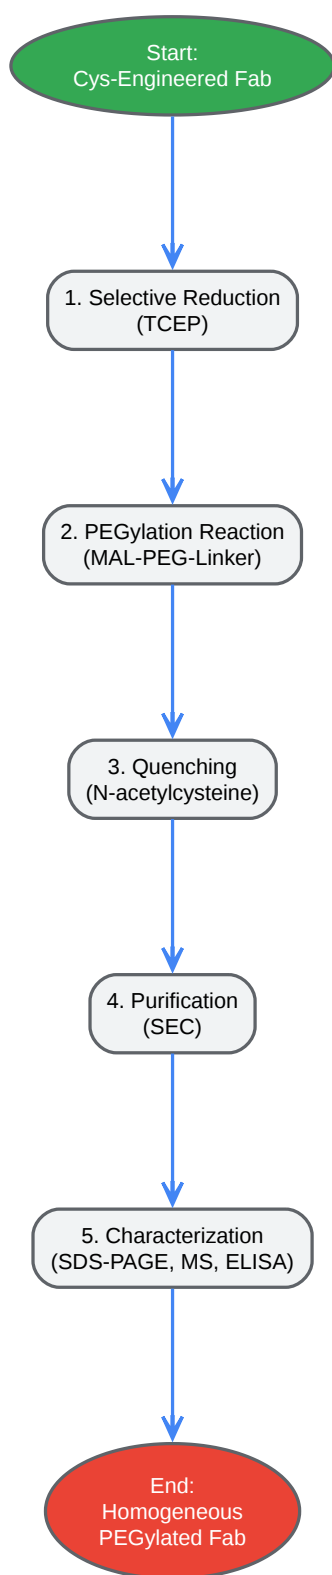 Start:
Cys-Engineered Fab
1. Selective Reduction
(TCEP)
2. PEGylation Reaction
(MAL-PEG-Linker)
3. Quenching
(N-acetylcysteine)
4. Purification
(SEC)
5. Characterization
(SDS-PAGE, MS, ELISA)
End:
Homogeneous
PEGylated Fab